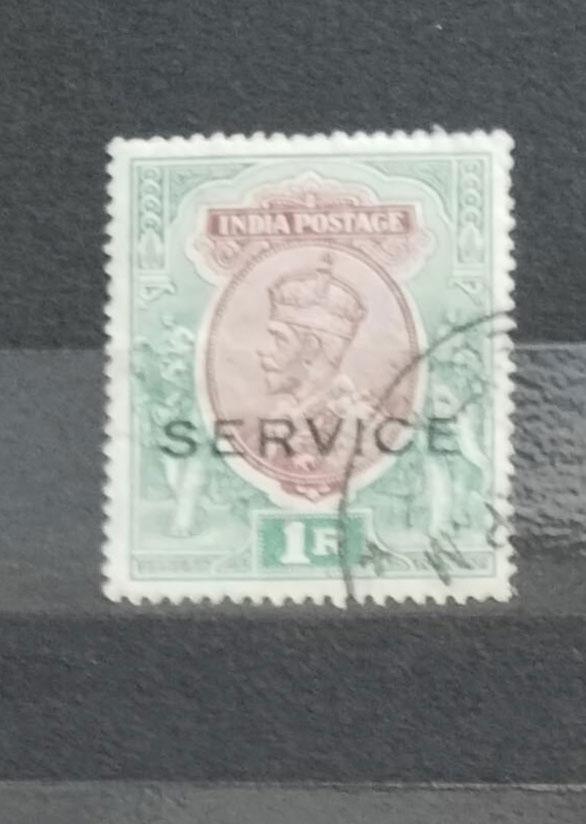 INDIA POSTAGE
SERVICE
1R